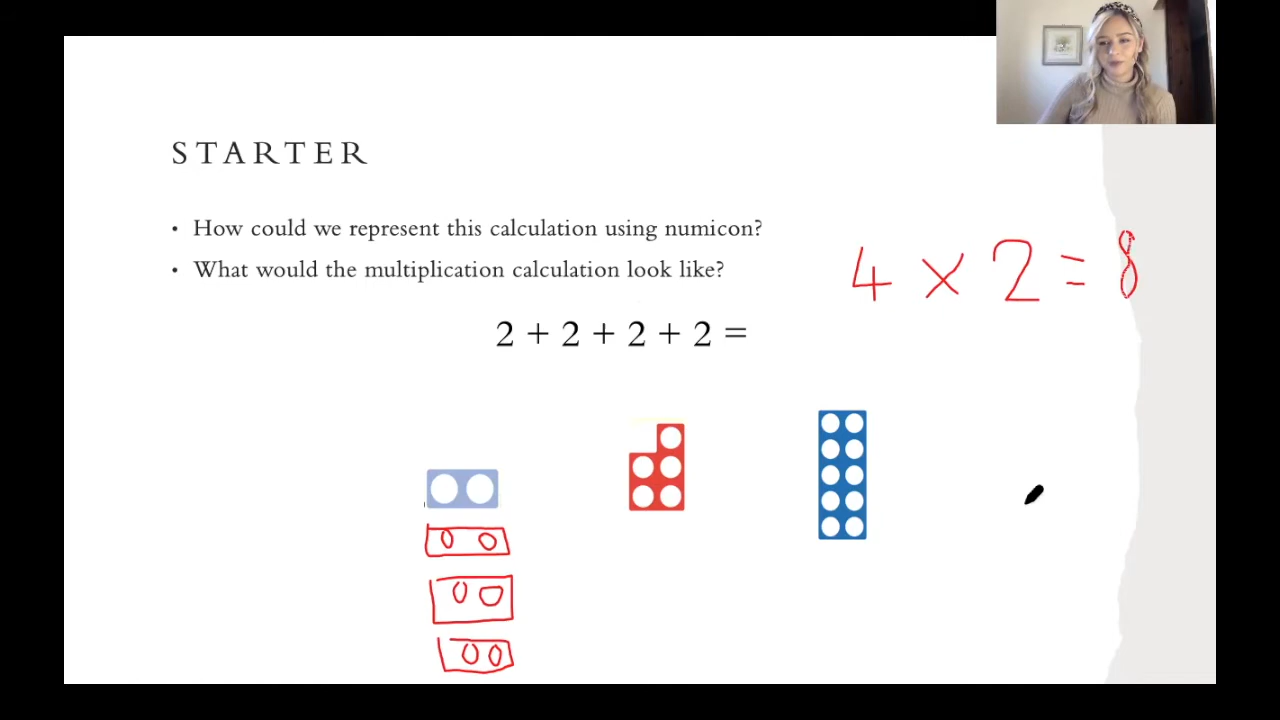 STARTER
• How could we represent this calculation using numicon?
• What would the multiplication calculation look like?
4 × 2 = 8
2 + 2 + 2 + 2 =